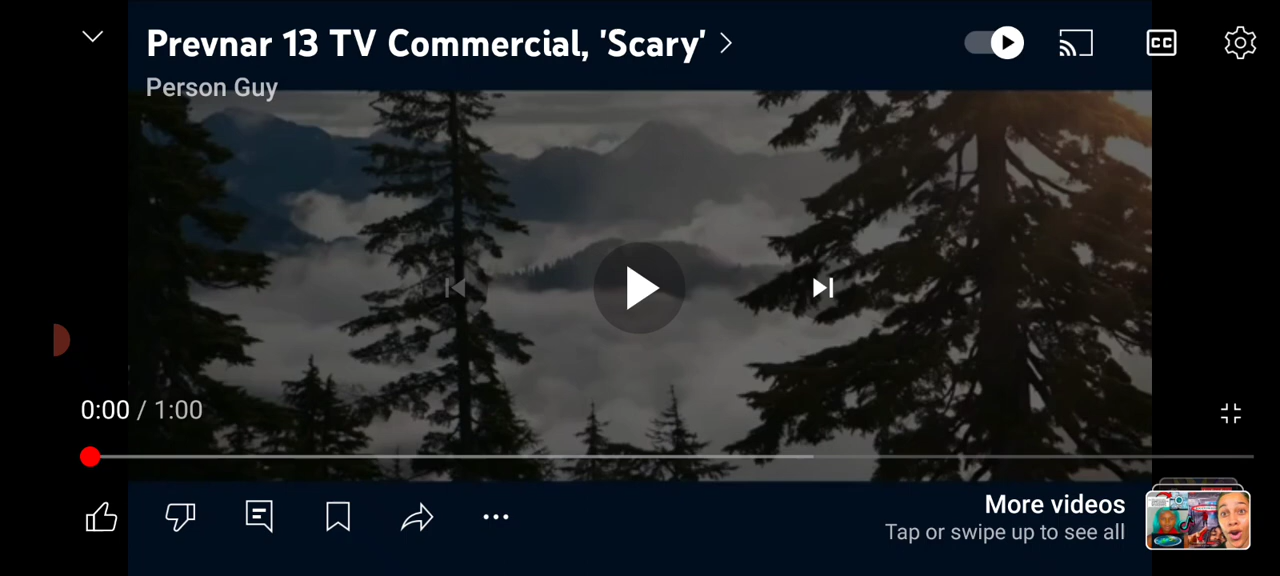 Prevnar 13 TV Commercial, 'Scary'
CC
Person Guy
0:00 / 1:00
More videos
Tap or swipe up to see all